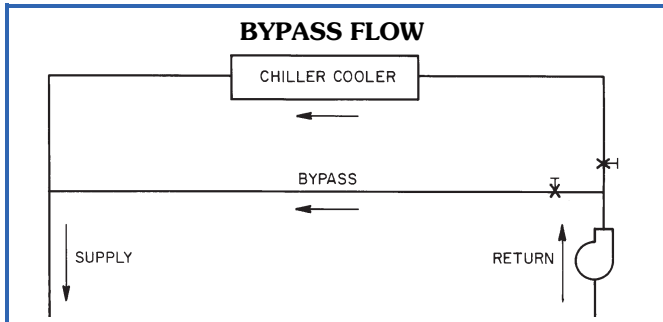 BYPASS FLOW
CHILLER COOLER
BYPASS
SUPPLY
RETURN